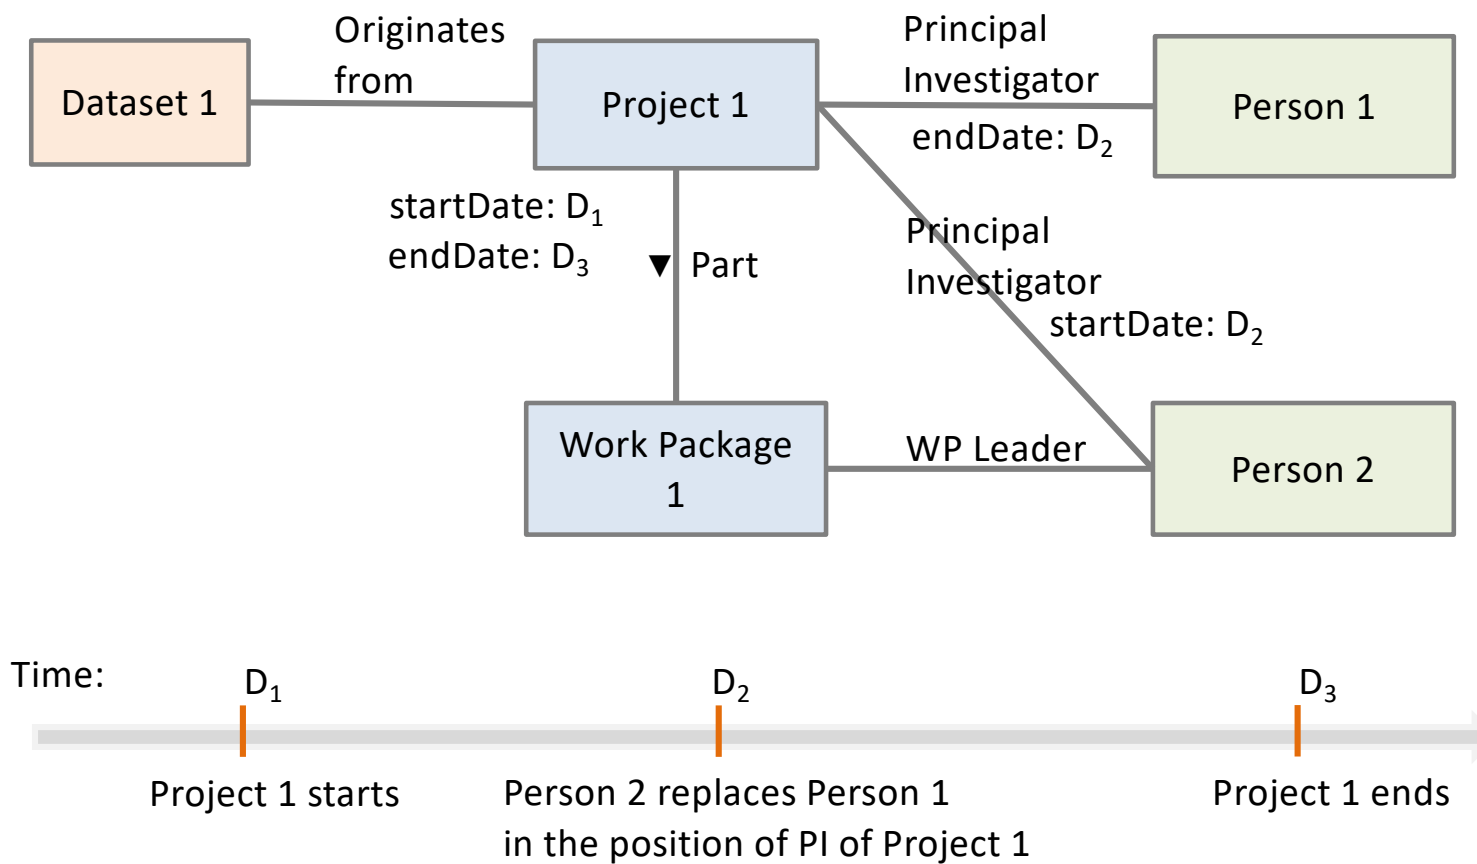 Dataset 1
Originates
from
Project 1
Principal
Investigator
endDate: D₂
Person 1
startDate: D₁
endDate: D₃
▼ Part
Principal
Investigator
startDate: D₂
Work Package
1
WP Leader
Person 2
Time:
D₁
D₂
D₃
Project 1 starts
Person 2 replaces Person 1
in the position of PI of Project 1
Project 1 ends